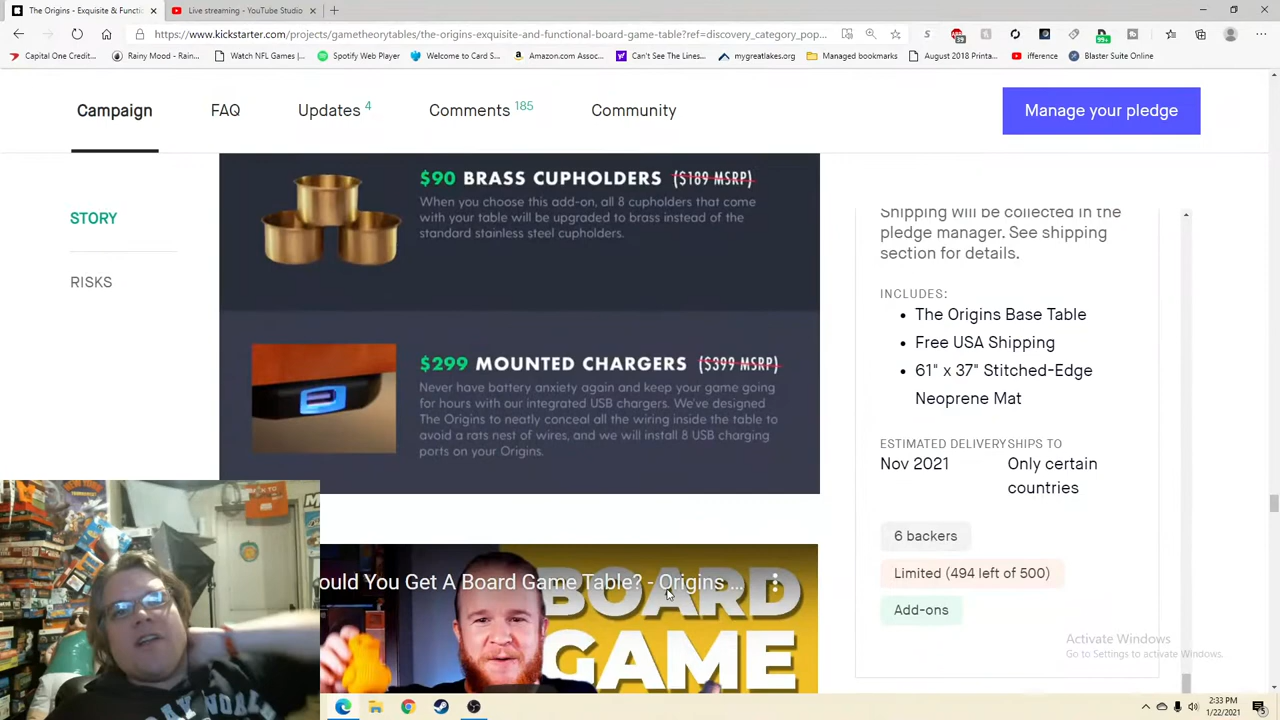 The Origins - Exquisite & Functi
Live streaming - YouTube Studio
https://www.kickstarter.com/projects/gametheorytables/the-origins-exquisite-and-functional-board-game-table?ref=discovery_category_pop...
Capital One Credit...
Rainy Mood • Rain...
Watch NFL Games |...
Spotify Web Player
Welcome to Card S...
Amazon.com Assoc...
Can't See The Lines...
mygreatlakes.org
Managed bookmarks
August 2018 Printa...
ifference
Blaster Suite Online
Campaign
FAQ
Updates 4
Comments 185
Community
Manage your pledge
STORY
RISKS
$90 BRASS CUPHOLDERS ($189 MSRP)
When you choose this add-on, all 8 cupholders that come
with your table will be upgraded to brass instead of the
standard stainless steel cupholders.
$299 MOUNTED CHARGERS ($399 MSRP)
Never have battery anxiety again and keep your game going
for hours with our integrated USB chargers. We've designed
The Origins to neatly conceal all the wiring inside the table to
avoid a rats nest of wires, and we will install 8 USB charging
ports on your Origins.
Shipping will be collected in the
pledge manager. See shipping
section for details.
INCLUDES:
• The Origins Base Table
• Free USA Shipping
• 61" x 37" Stitched-Edge
Neoprene Mat
ESTIMATED DELIVERY SHIPS TO
Nov 2021 Only certain
countries
6 backers
Limited (494 left of 500)
Add-ons
ould You Get A Board Game Table? - Origins ...
BOARD
GAME
Activate Windows
Go to Settings to activate Windows.
2:33 PM
1/22/2021